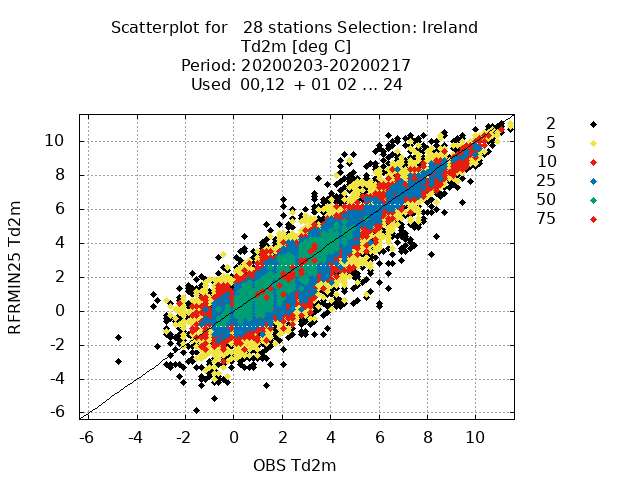 Scatterplot for 28 stations Selection: Ireland
Td2m [deg C]
Period: 20200203-20200217
Used 00,12 + 01 02 ... 24
2
5
10
25
50
75
RFRMIN25 Td2m
10
8
6
4
2
0
-2
-4
-6
-6 -4 -2 0 2 4 6 8 10
OBS Td2m